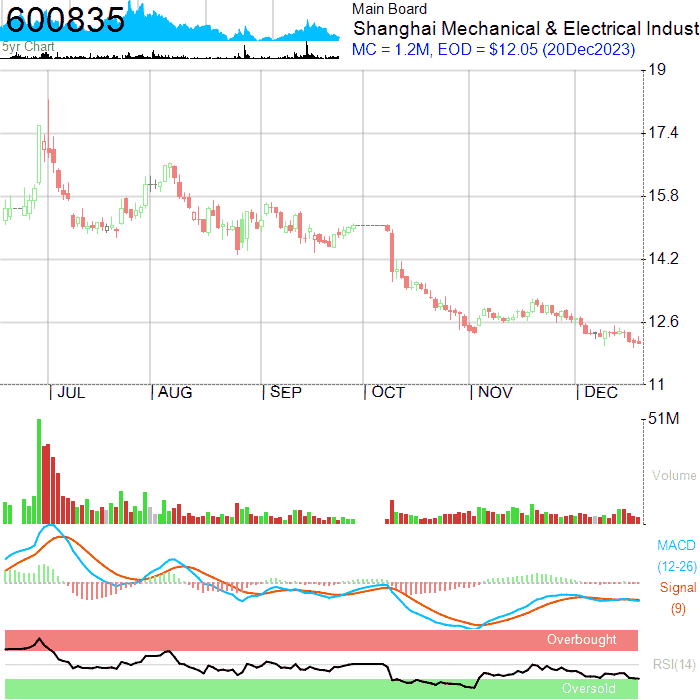 600835
5yr Chart
Main Board
Shanghai Mechanical & Electrical Indust
MC = 1.2M, EOD = $12.05 (20Dec2023)
19
17.4
15.8
14.2
12.6
11
JUL AUG SEP OCT NOV DEC
51M
Volume
MACD
(12-26)
Signal
(9)
Overbought
RSI(14)
Oversold